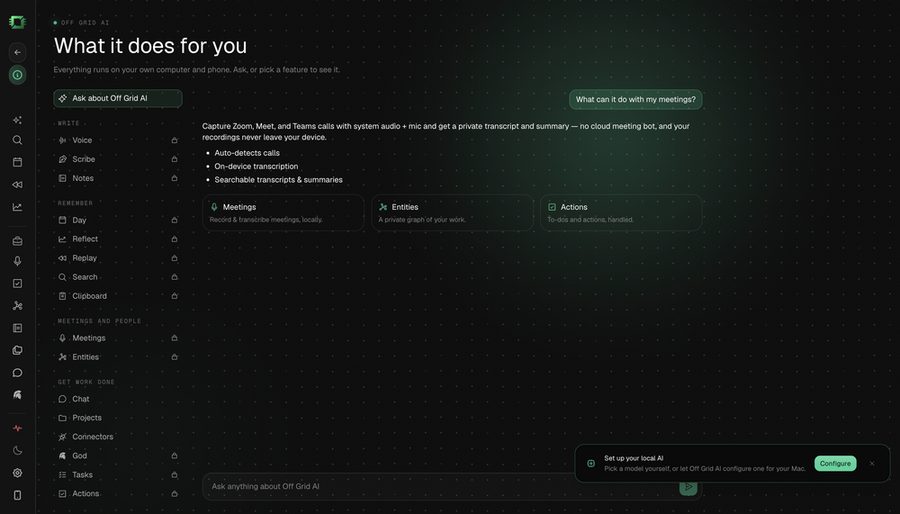 OFF GRID AI
What it does for you
Everything runs on your own computer and phone. Ask, or pick a feature to see it.
Ask about Off Grid AI
WRITE
Voice
Scribe
Notes
REMEMBER
Day
Reflect
Replay
Search
Clipboard
MEETINGS AND PEOPLE
Meetings
Entities
GET WORK DONE
Chat
Projects
Connectors
God
Tasks
Actions
What can it do with my meetings?
Capture Zoom, Meet, and Teams calls with system audio + mic and get a private transcript and summary — no cloud meeting bot, and your
recordings never leave your device.
• Auto-detects calls
• On-device transcription
• Searchable transcripts & summaries
Meetings
Record & transcribe meetings, locally.
Entities
A private graph of your work.
Actions
To-dos and actions, handled.
Ask anything about Off Grid AI
Set up your local AI
Pick a model yourself, or let Off Grid AI configure one for your Mac.
Configure